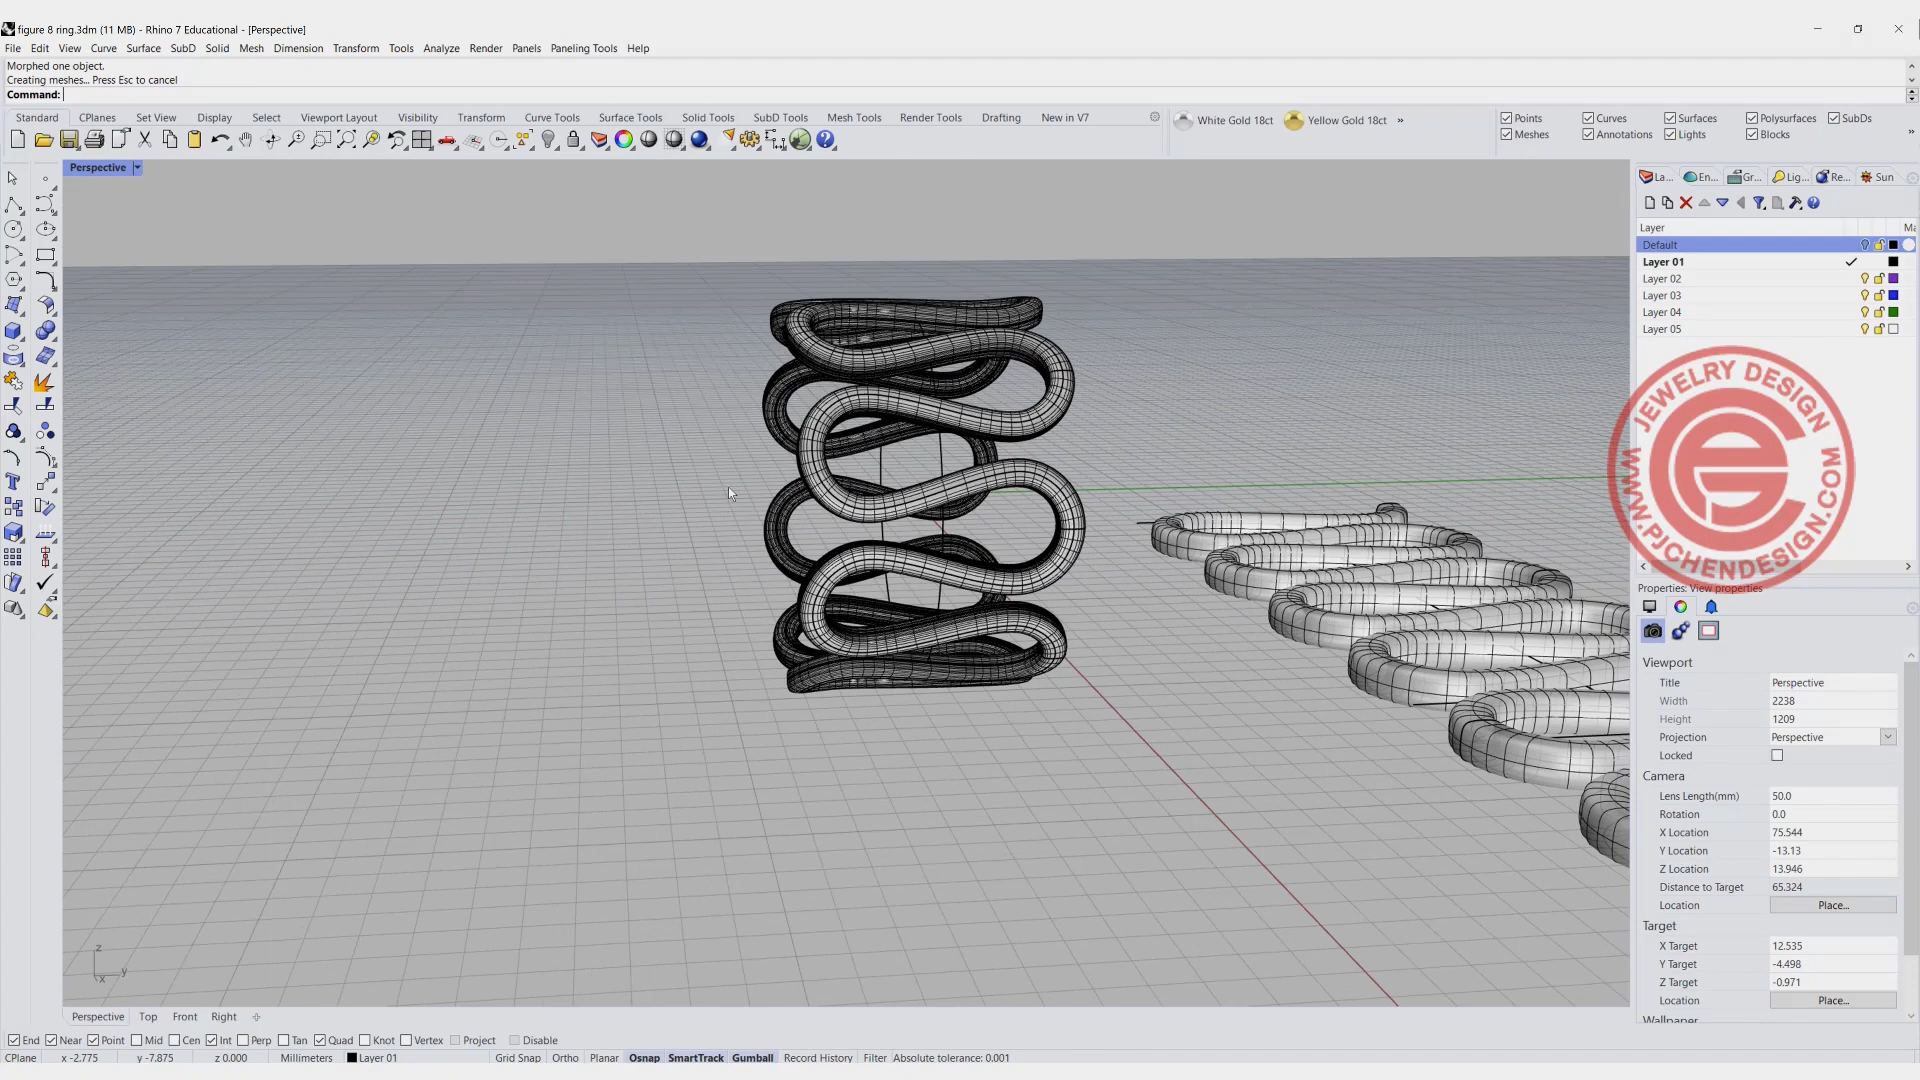 figure 8 ring.3dm (11 MB) - Rhino 7 Educational - [Perspective]
File Edit View Curve Surface SubD Solid Mesh Dimension Transform Tools Analyze Render Panels Paneling Tools Help
Morphed one object.
Creating meshes... Press Esc to cancel
Command:
Standard CPlanes Set View Display Select Viewport Layout Visibility Transform Curve Tools Surface Tools Solid Tools SubD Tools Mesh Tools Render Tools Drafting New in V7
White Gold 18ct Yellow Gold 18ct »
Points Curves Surfaces Polysurfaces SubDs
Meshes Annotations Lights Blocks
Perspective
La... En... Gr... Lig... Re... Sun
Layer Ma
Default
Layer 01
Layer 02
Layer 03
Layer 04
Layer 05
JEWELRY DESIGN
WWW.PJCHENDESIGN.COM
Properties: View properties
Viewport
Title Perspective
Width 2238
Height 1209
Projection Perspective
Locked
Camera
Lens Length(mm) 50.0
Rotation 0.0
X Location 75.544
Y Location -13.13
Z Location 13.946
Distance to Target 65.324
Location Place...
Target
X Target 12.535
Y Target -4.498
Z Target -0.971
Location Place...
Wallpaper
z
y
x
Perspective Top Front Right
End Near Point Mid Cen Int Perp Tan Quad Knot Vertex Project Disable
CPlane x -2.775 y -7.875 z 0.000 Millimeters Layer 01 Grid Snap Ortho Planar Osnap SmartTrack Gumball Record History Filter Absolute tolerance: 0.001